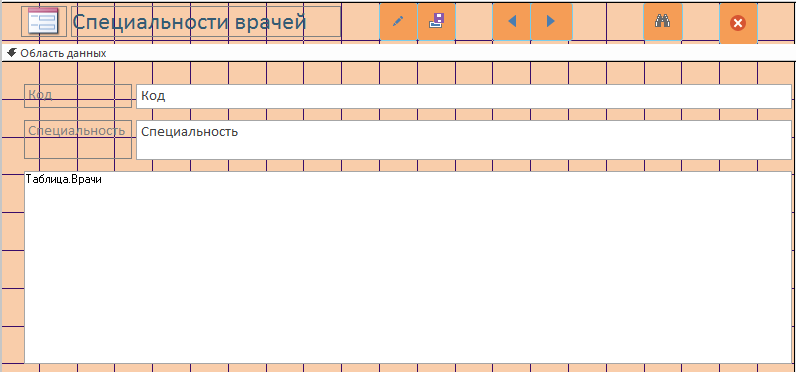 Специальности врачей
Область данных
Код
Код
Специальность
Специальность
Таблица.Врачи